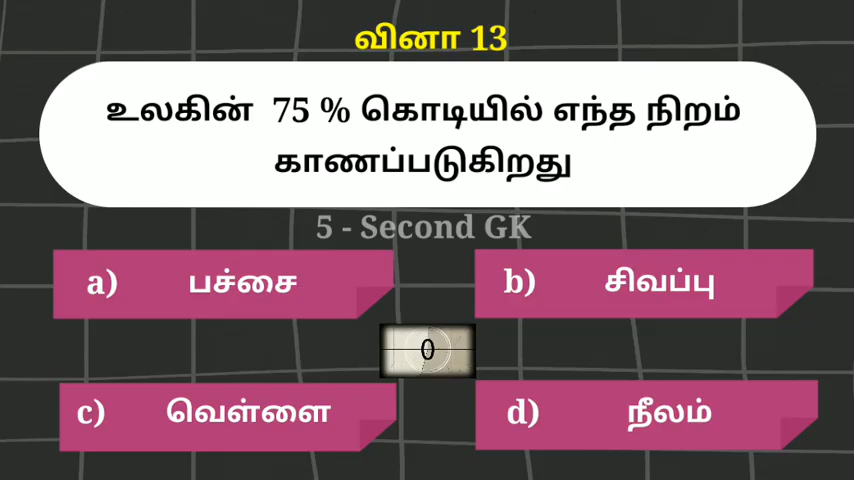 வினா 13
உலகின் 75 % கொடியில் எந்த நிறம்
காணப்படுகிறது
5 - Second GK
a) பச்சை
b) சிவப்பு
0
c) வெள்ளை
d) நீலம்